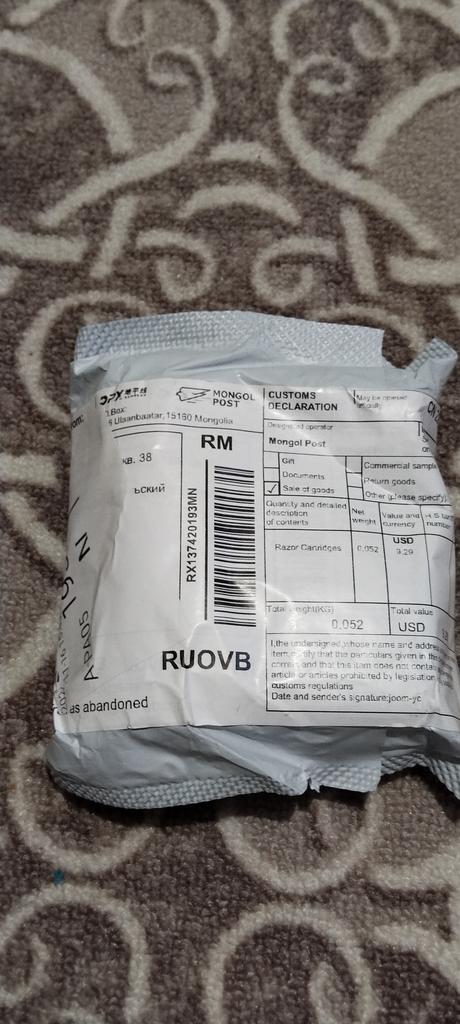 MONGOL
POST
Ulaanbaatar, 15160 Mongolia
RM
кв. 38
ьский
RX137420193MN
RUOVB
as abandoned
CUSTOMS
DECLARATION
May be opened
Designated operator
Mongol Post
Gift
Documents
✓ Sale of goods
Commercial sample
Return goods
Other (please specify)
Quantity and detailed
description
of contents
Net
weight
Value and
currency
Razor Cartridges
0.052
USD
9.29
Total weight(KG)
0.052
Total value
USD
I,the undersigned,whose name and address
item,certify that the particulars given in this
correct and that this item does not contain
article or articles prohibited by legislation
customs regulations
Date and sender's signature:joom-yc